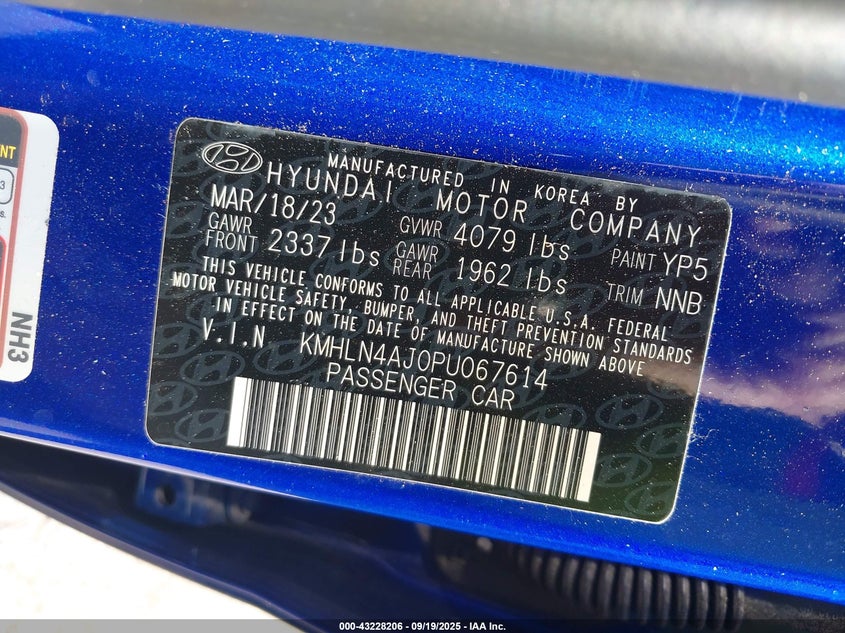 MANUFACTURED IN KOREA BY
HYUNDAI MOTOR COMPANY
MAR/18/23 GVWR 4079 lbs PAINT YP5
GAWR FRONT 2337 lbs GAWR REAR 1962 lbs TRIM NNB
THIS VEHICLE CONFORMS TO ALL APPLICABLE U.S.A. FEDERAL
MOTOR VEHICLE SAFETY, BUMPER, AND THEFT PREVENTION STANDARDS
IN EFFECT ON THE DATE OF MANUFACTURE SHOWN ABOVE
V.I.N KMHLN4AJ0PU067614
PASSENGER CAR
NH3
000-43228206 - 09/19/2025 - IAA Inc.